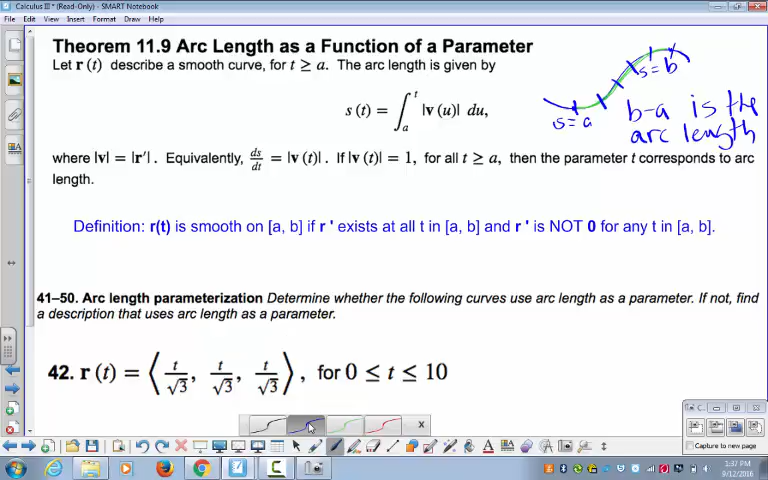 Calculus III * (Read-Only) - SMART Notebook
File Edit View Insert Format Draw Help
Theorem 11.9 Arc Length as a Function of a Parameter
Let r (t) describe a smooth curve, for t ≥ a. The arc length is given by
s (t) = ∫ₐᵗ |v (u)| du,
s = a
s = b
b-a is the
arc length
where |v| = |r′|. Equivalently, ds/dt = |v (t)|. If |v (t)| = 1, for all t ≥ a, then the parameter t corresponds to arc
length.
Definition: r(t) is smooth on [a, b] if r ' exists at all t in [a, b] and r ' is NOT 0 for any t in [a, b].
41–50. Arc length parameterization Determine whether the following curves use arc length as a parameter. If not, find
a description that uses arc length as a parameter.
42. r (t) = ⟨ t/√3, t/√3, t/√3 ⟩, for 0 ≤ t ≤ 10
Capture to new page
1:37 PM
9/12/2016